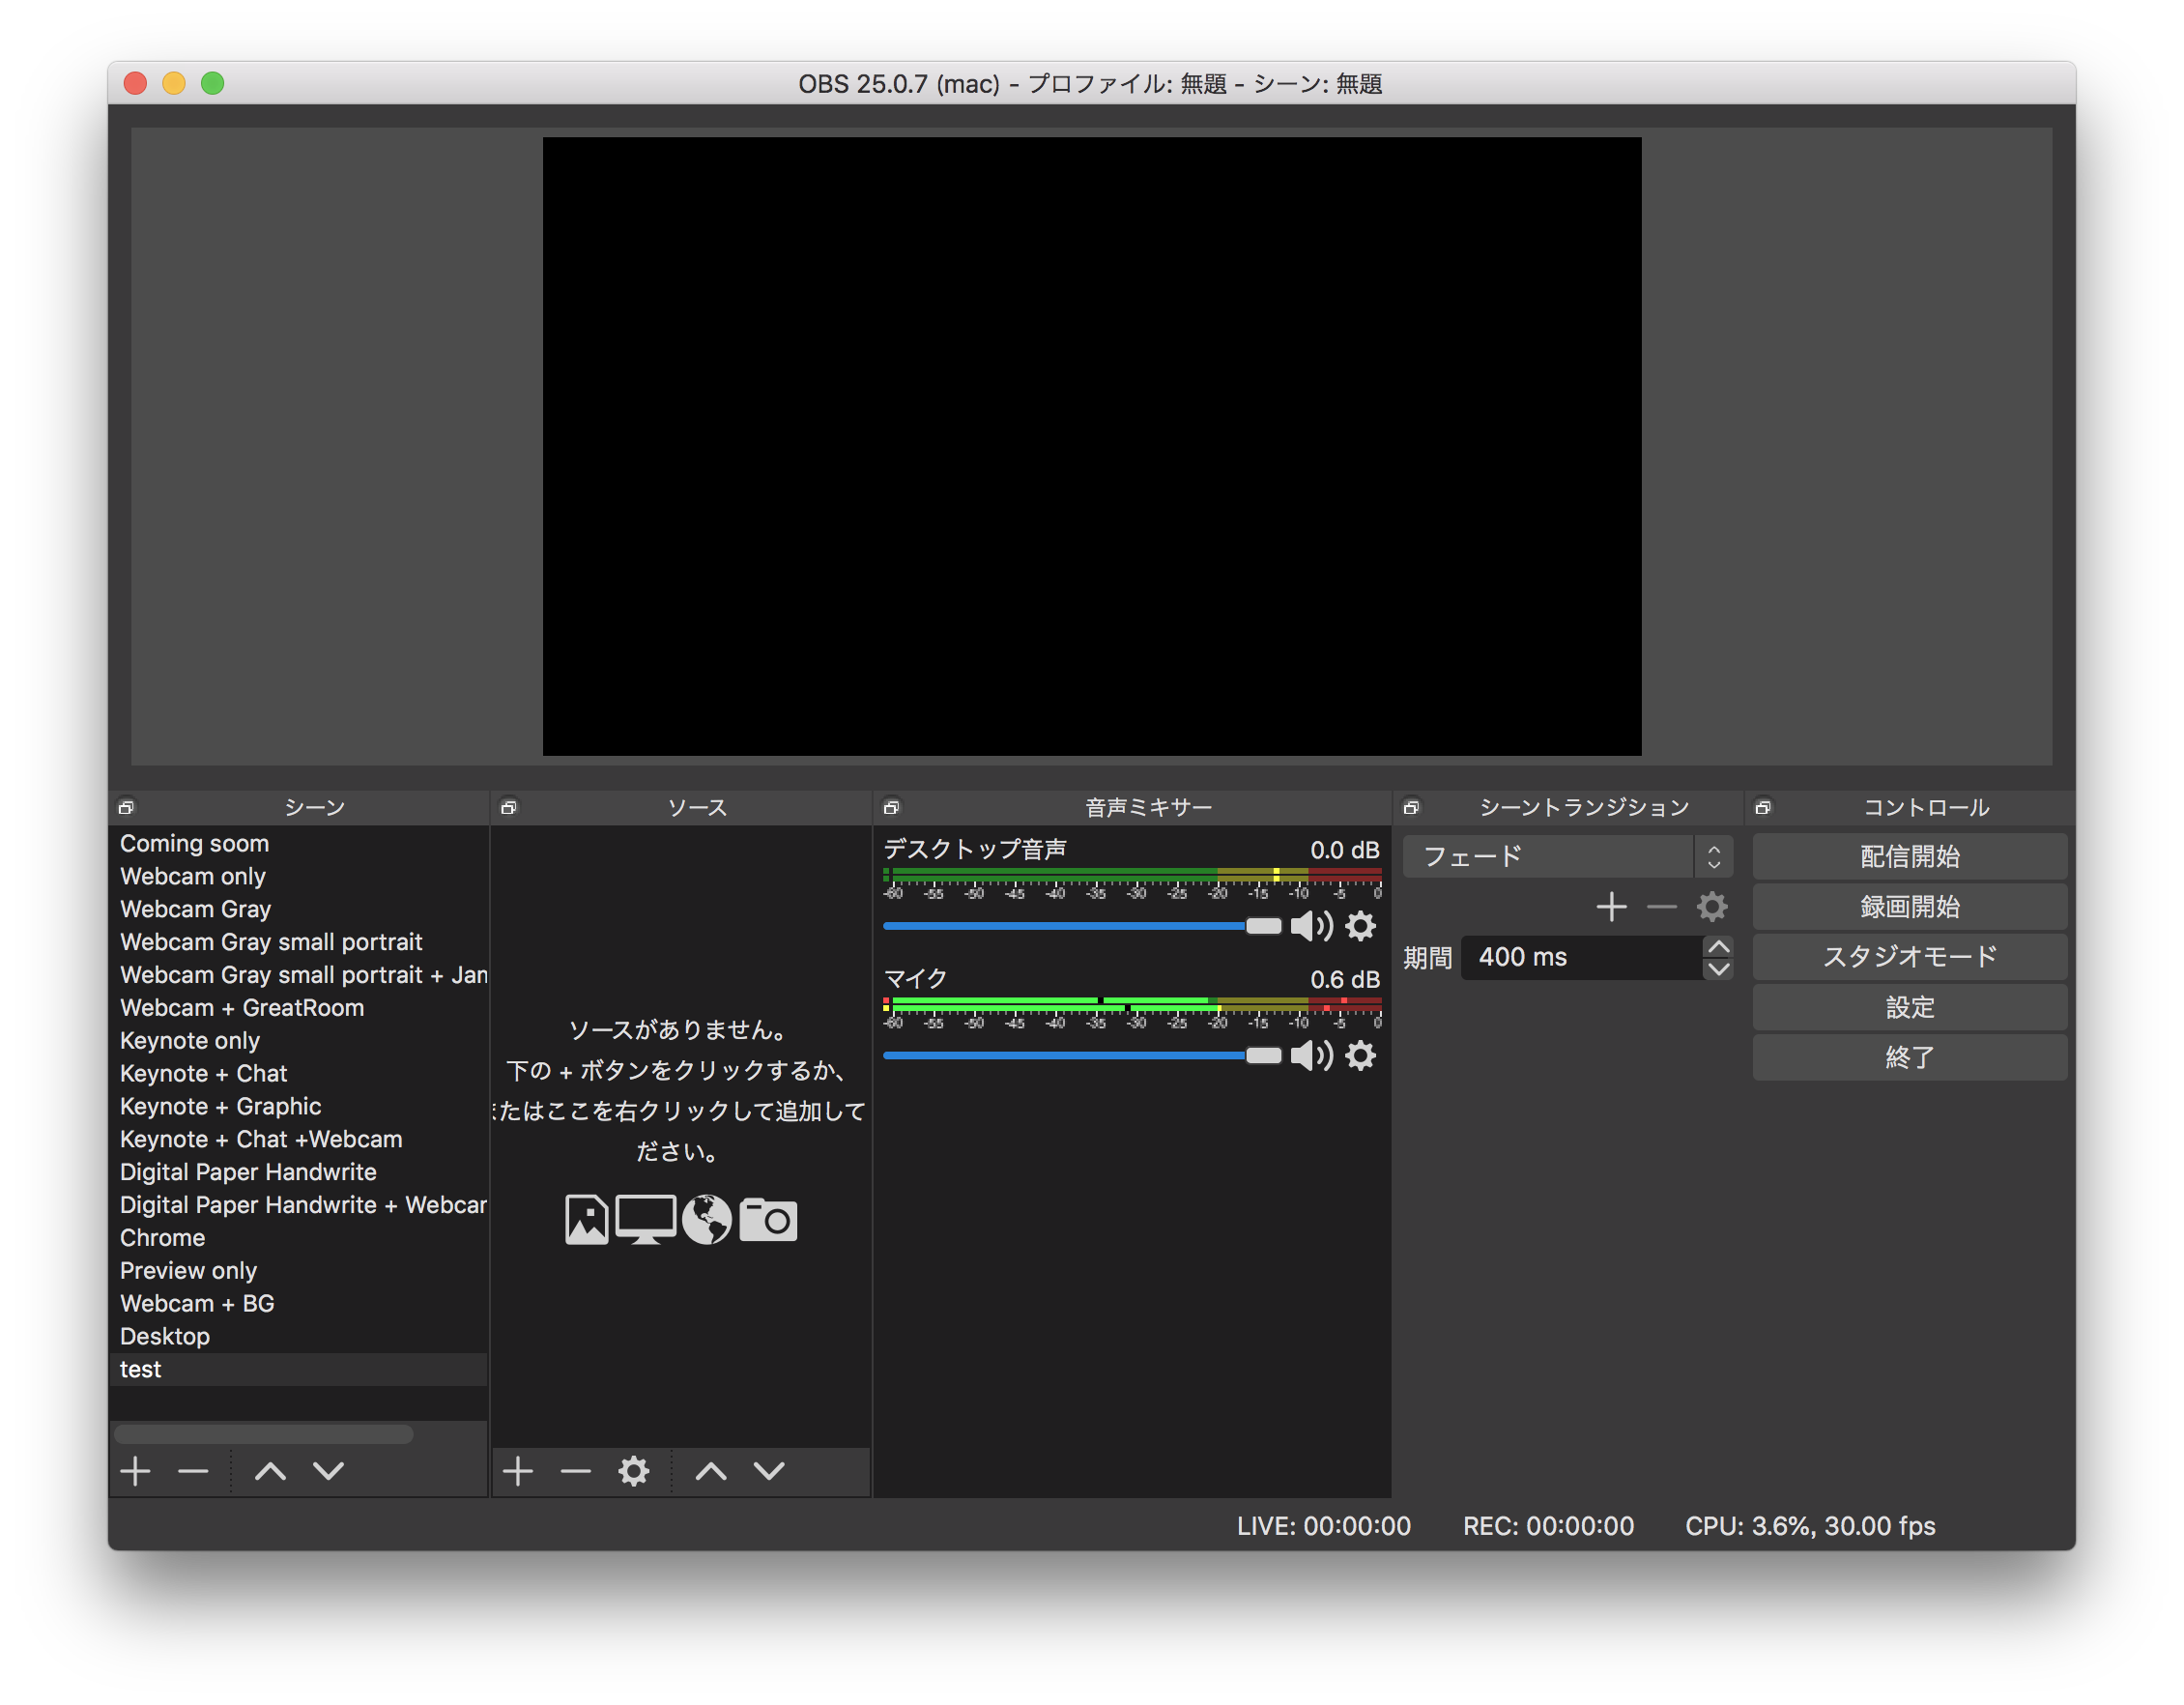 OBS 25.0.7 (mac) - プロファイル: 無題 - シーン: 無題
シーン
Coming soom
Webcam only
Webcam Gray
Webcam Gray small portrait
Webcam Gray small portrait + Jan
Webcam + GreatRoom
Keynote only
Keynote + Chat
Keynote + Graphic
Keynote + Chat +Webcam
Digital Paper Handwrite
Digital Paper Handwrite + Webcar
Chrome
Preview only
Webcam + BG
Desktop
test
ソース
ソースがありません。
下の + ボタンをクリックするか、
またはここを右クリックして追加して
ださい。
音声ミキサー
デスクトップ音声 0.0 dB
-60 -55 -50 -45 -40 -35 -30 -25 -20 -15 -10 -5 0
マイク 0.6 dB
-60 -55 -50 -45 -40 -35 -30 -25 -20 -15 -10 -5 0
シーントランジション
フェード
期間 400 ms
コントロール
配信開始
録画開始
スタジオモード
設定
終了
LIVE: 00:00:00 REC: 00:00:00 CPU: 3.6%, 30.00 fps